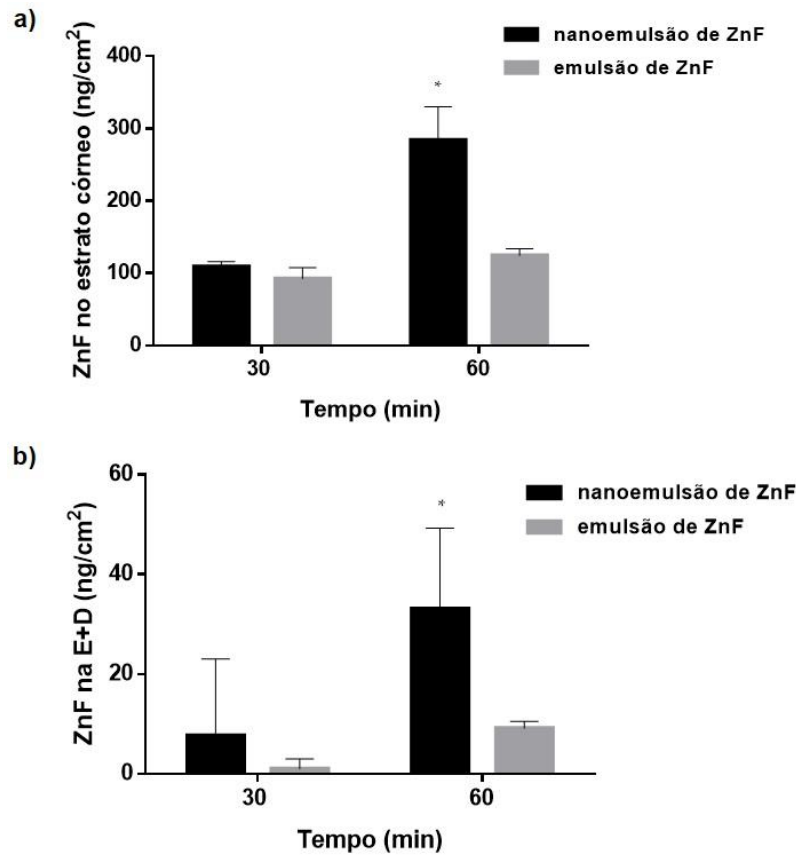 a)
nanoemulsão de ZnF
emulsão de ZnF
ZnF no estrato córneo (ng/cm²)
400
300
*
200
100
0
30
60
Tempo (min)
b)
nanoemulsão de ZnF
emulsão de ZnF
ZnF na E+D (ng/cm²)
60
*
40
20
0
30
60
Tempo (min)